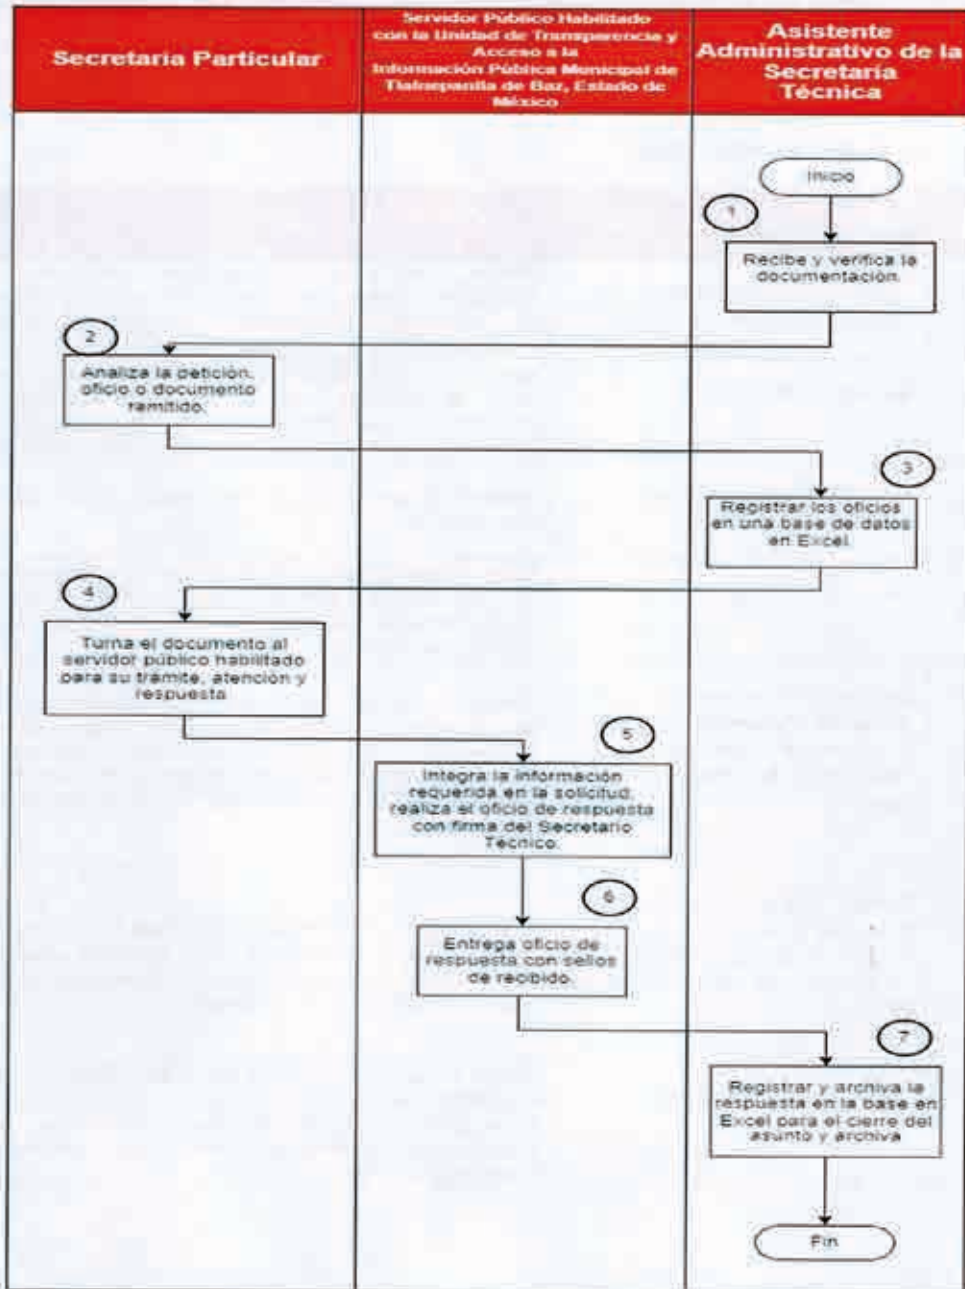 Secretaria Particular
Servidor Público Habilitado
con la Unidad de Transparencia y
Acceso a la
Información Pública Municipal de
Tlalnepantla de Baz, Estado de
México
Asistente
Administrativo de la
Secretaría
Técnica
Inicio
1
Recibe y verifica la
documentación.
2
Analiza la petición,
oficio o documento
remitido.
3
Registrar los oficios
en una base de datos
en Excel.
4
Turna el documento al
servidor público habilitado
para su trámite, atención y
respuesta
5
Integra la información
requerida en la solicitud,
realiza el oficio de respuesta
con firma del Secretario
Técnico.
6
Entrega oficio de
respuesta con sellos
de recibido.
7
Registrar y archiva la
respuesta en la base en
Excel para el cierre del
asunto y archiva
Fin